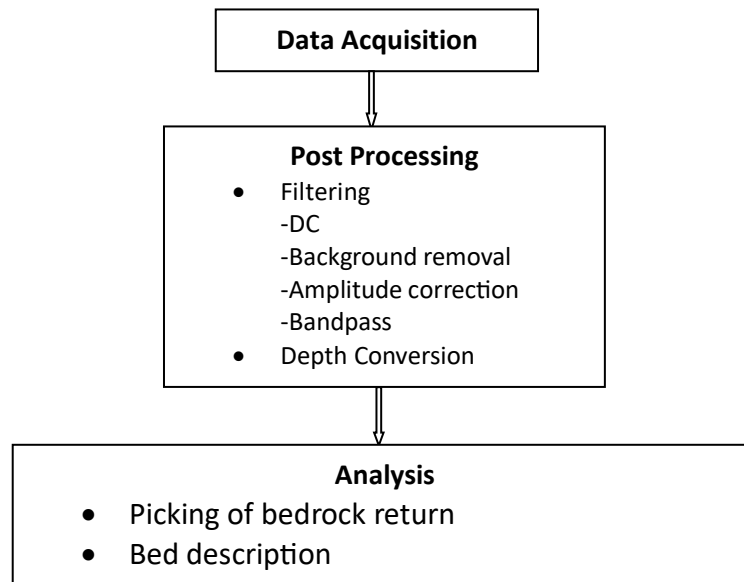 Data Acquisition
Post Processing
• Filtering
-DC
-Background removal
-Amplitude correction
-Bandpass
• Depth Conversion
Analysis
• Picking of bedrock return
• Bed description